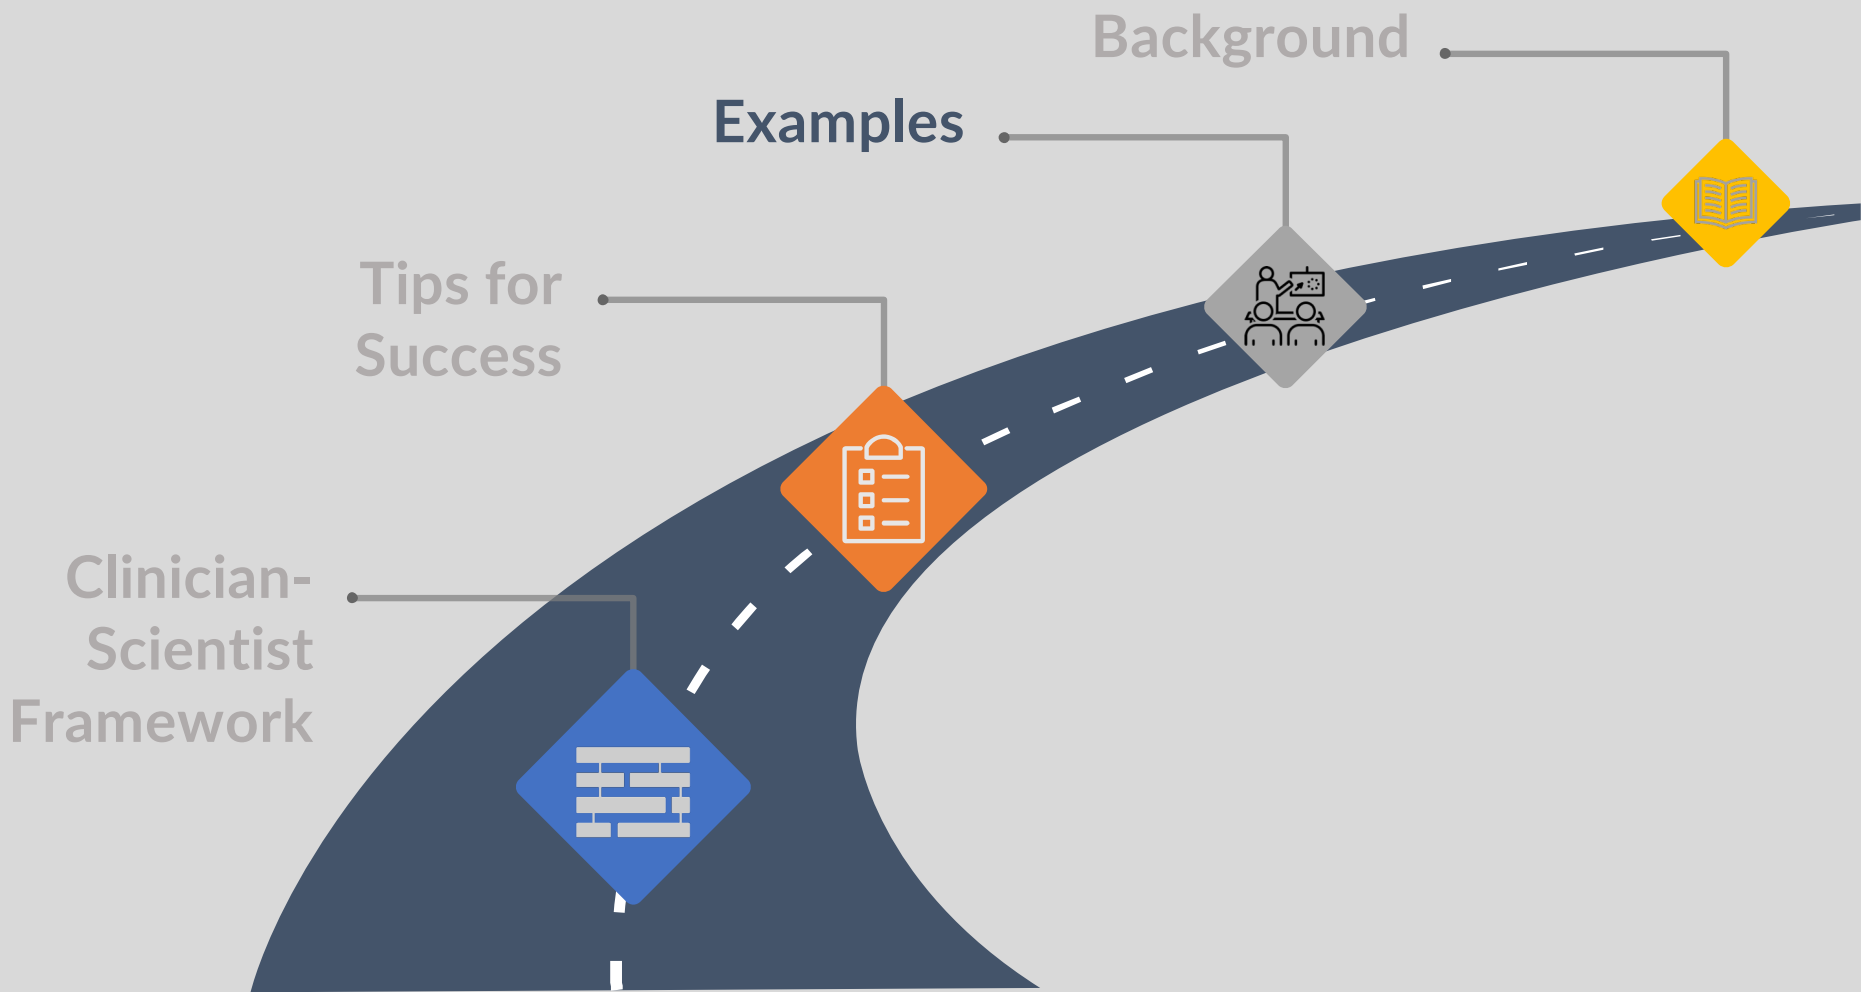 Background
Examples
Tips for
Success
Clinician-
Scientist
Framework